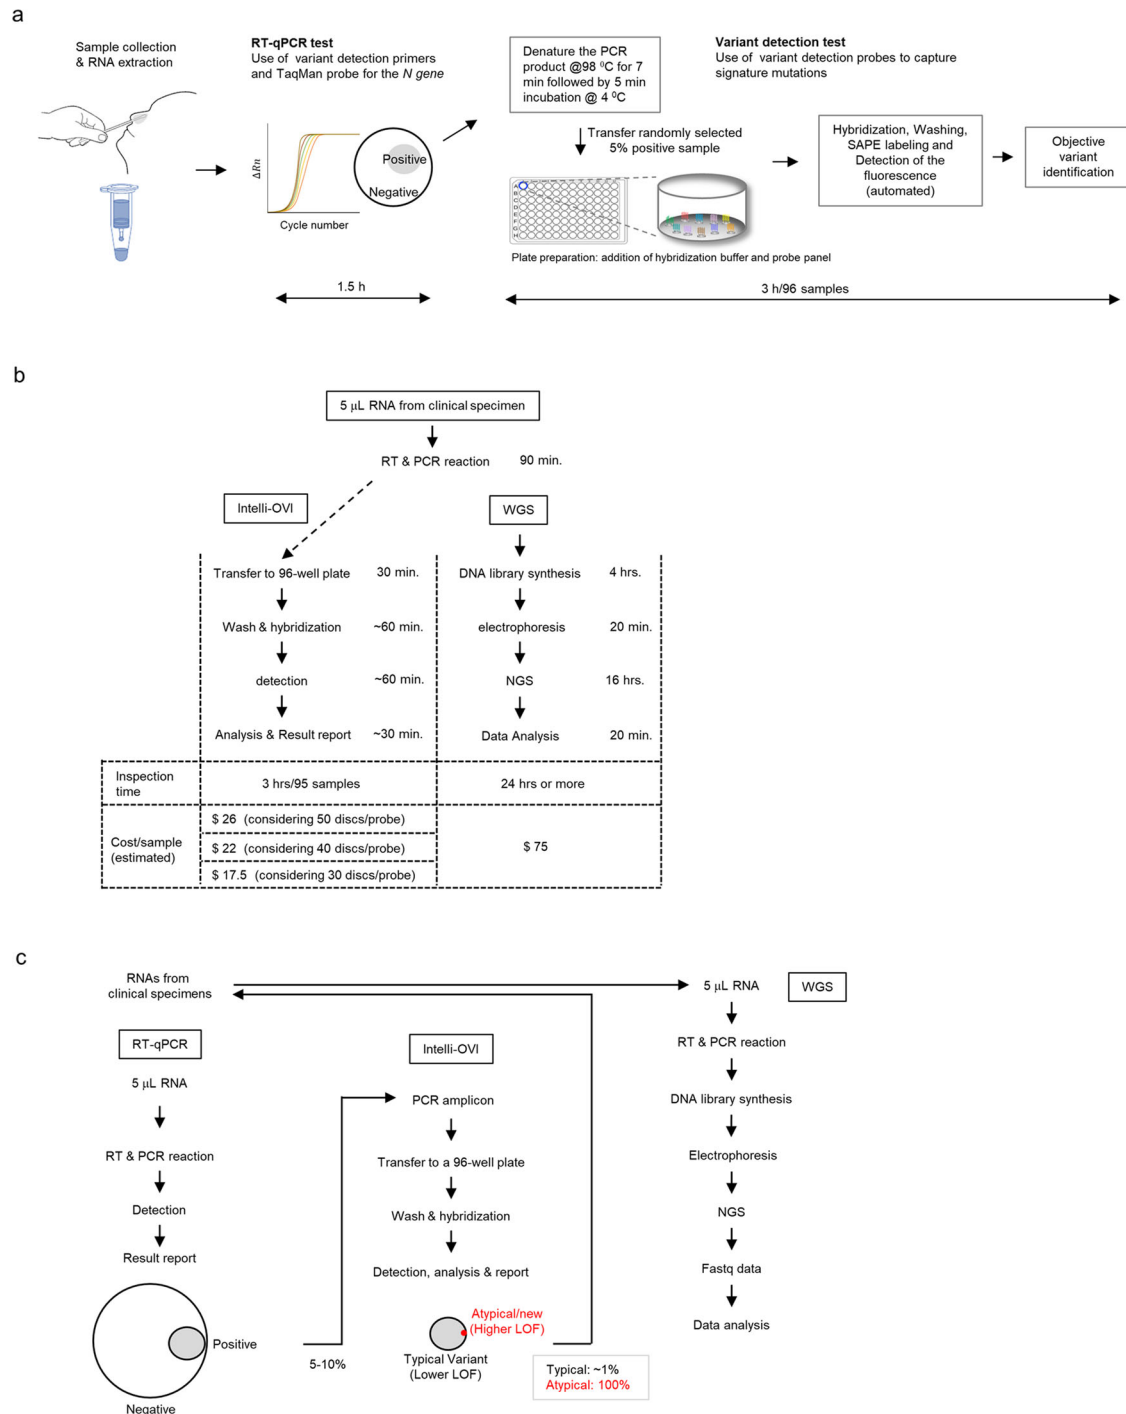 a
Sample collection
& RNA extraction
RT-qPCR test
Use of variant detection primers
and TaqMan probe for the N gene
ΔRn
Cycle number
Positive
Negative
1.5 h
Denature the PCR
product @98 ⁰C for 7
min followed by 5 min
incubation @ 4 ⁰C
Transfer randomly selected
5% positive sample
Variant detection test
Use of variant detection probes to capture
signature mutations
A
B
C
D
E
F
G
H
Plate preparation: addition of hybridization buffer and probe panel
Hybridization, Washing,
SAPE labeling and
Detection of the
fluorescence
(automated)
Objective
variant
identification
3 h/96 samples
b
5 μL RNA from clinical specimen
RT & PCR reaction 90 min.
Intelli-OVI WGS
Transfer to 96-well plate 30 min. DNA library synthesis 4 hrs.
Wash & hybridization ~60 min. electrophoresis 20 min.
detection ~60 min. NGS 16 hrs.
Analysis & Result report ~30 min. Data Analysis 20 min.
Inspection
time
3 hrs/95 samples 24 hrs or more
Cost/sample
(estimated)
$ 26 (considering 50 discs/probe)
$ 22 (considering 40 discs/probe)
$ 17.5 (considering 30 discs/probe)
$ 75
c
RNAs from
clinical specimens
RT-qPCR
5 μL RNA
RT & PCR reaction
Detection
Result report
Positive
Negative
5-10%
Intelli-OVI
PCR amplicon
Transfer to a 96-well plate
Wash & hybridization
Detection, analysis & report
Atypical/new
(Higher LOF)
Typical Variant
(Lower LOF)
Typical: ~1%
Atypical: 100%
5 μL RNA WGS
RT & PCR reaction
DNA library synthesis
Electrophoresis
NGS
Fastq data
Data analysis